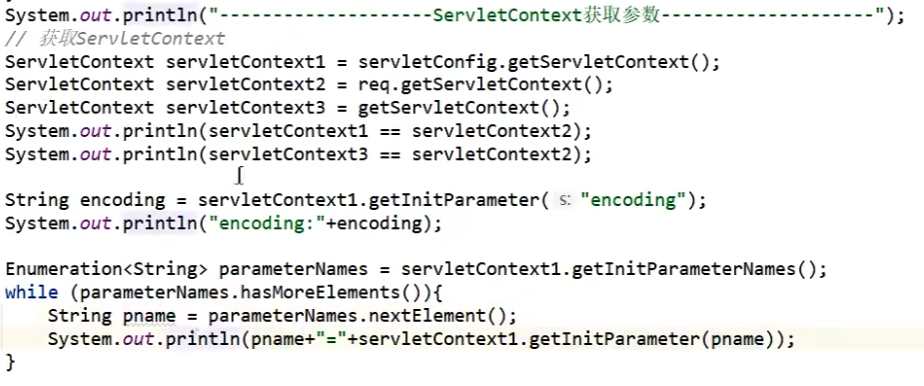 System.out.println("--------------------ServletContext获取参数--------------------");
// 获取ServletContext
ServletContext servletContext1 = servletConfig.getServletContext();
ServletContext servletContext2 = req.getServletContext();
ServletContext servletContext3 = getServletContext();
System.out.println(servletContext1 == servletContext2);
System.out.println(servletContext3 == servletContext2);
String encoding = servletContext1.getInitParameter( s: "encoding");
System.out.println("encoding:"+encoding);
Enumeration<String> parameterNames = servletContext1.getInitParameterNames();
while (parameterNames.hasMoreElements()){
    String pname = parameterNames.nextElement();
    System.out.println(pname+"="+servletContext1.getInitParameter(pname));
}